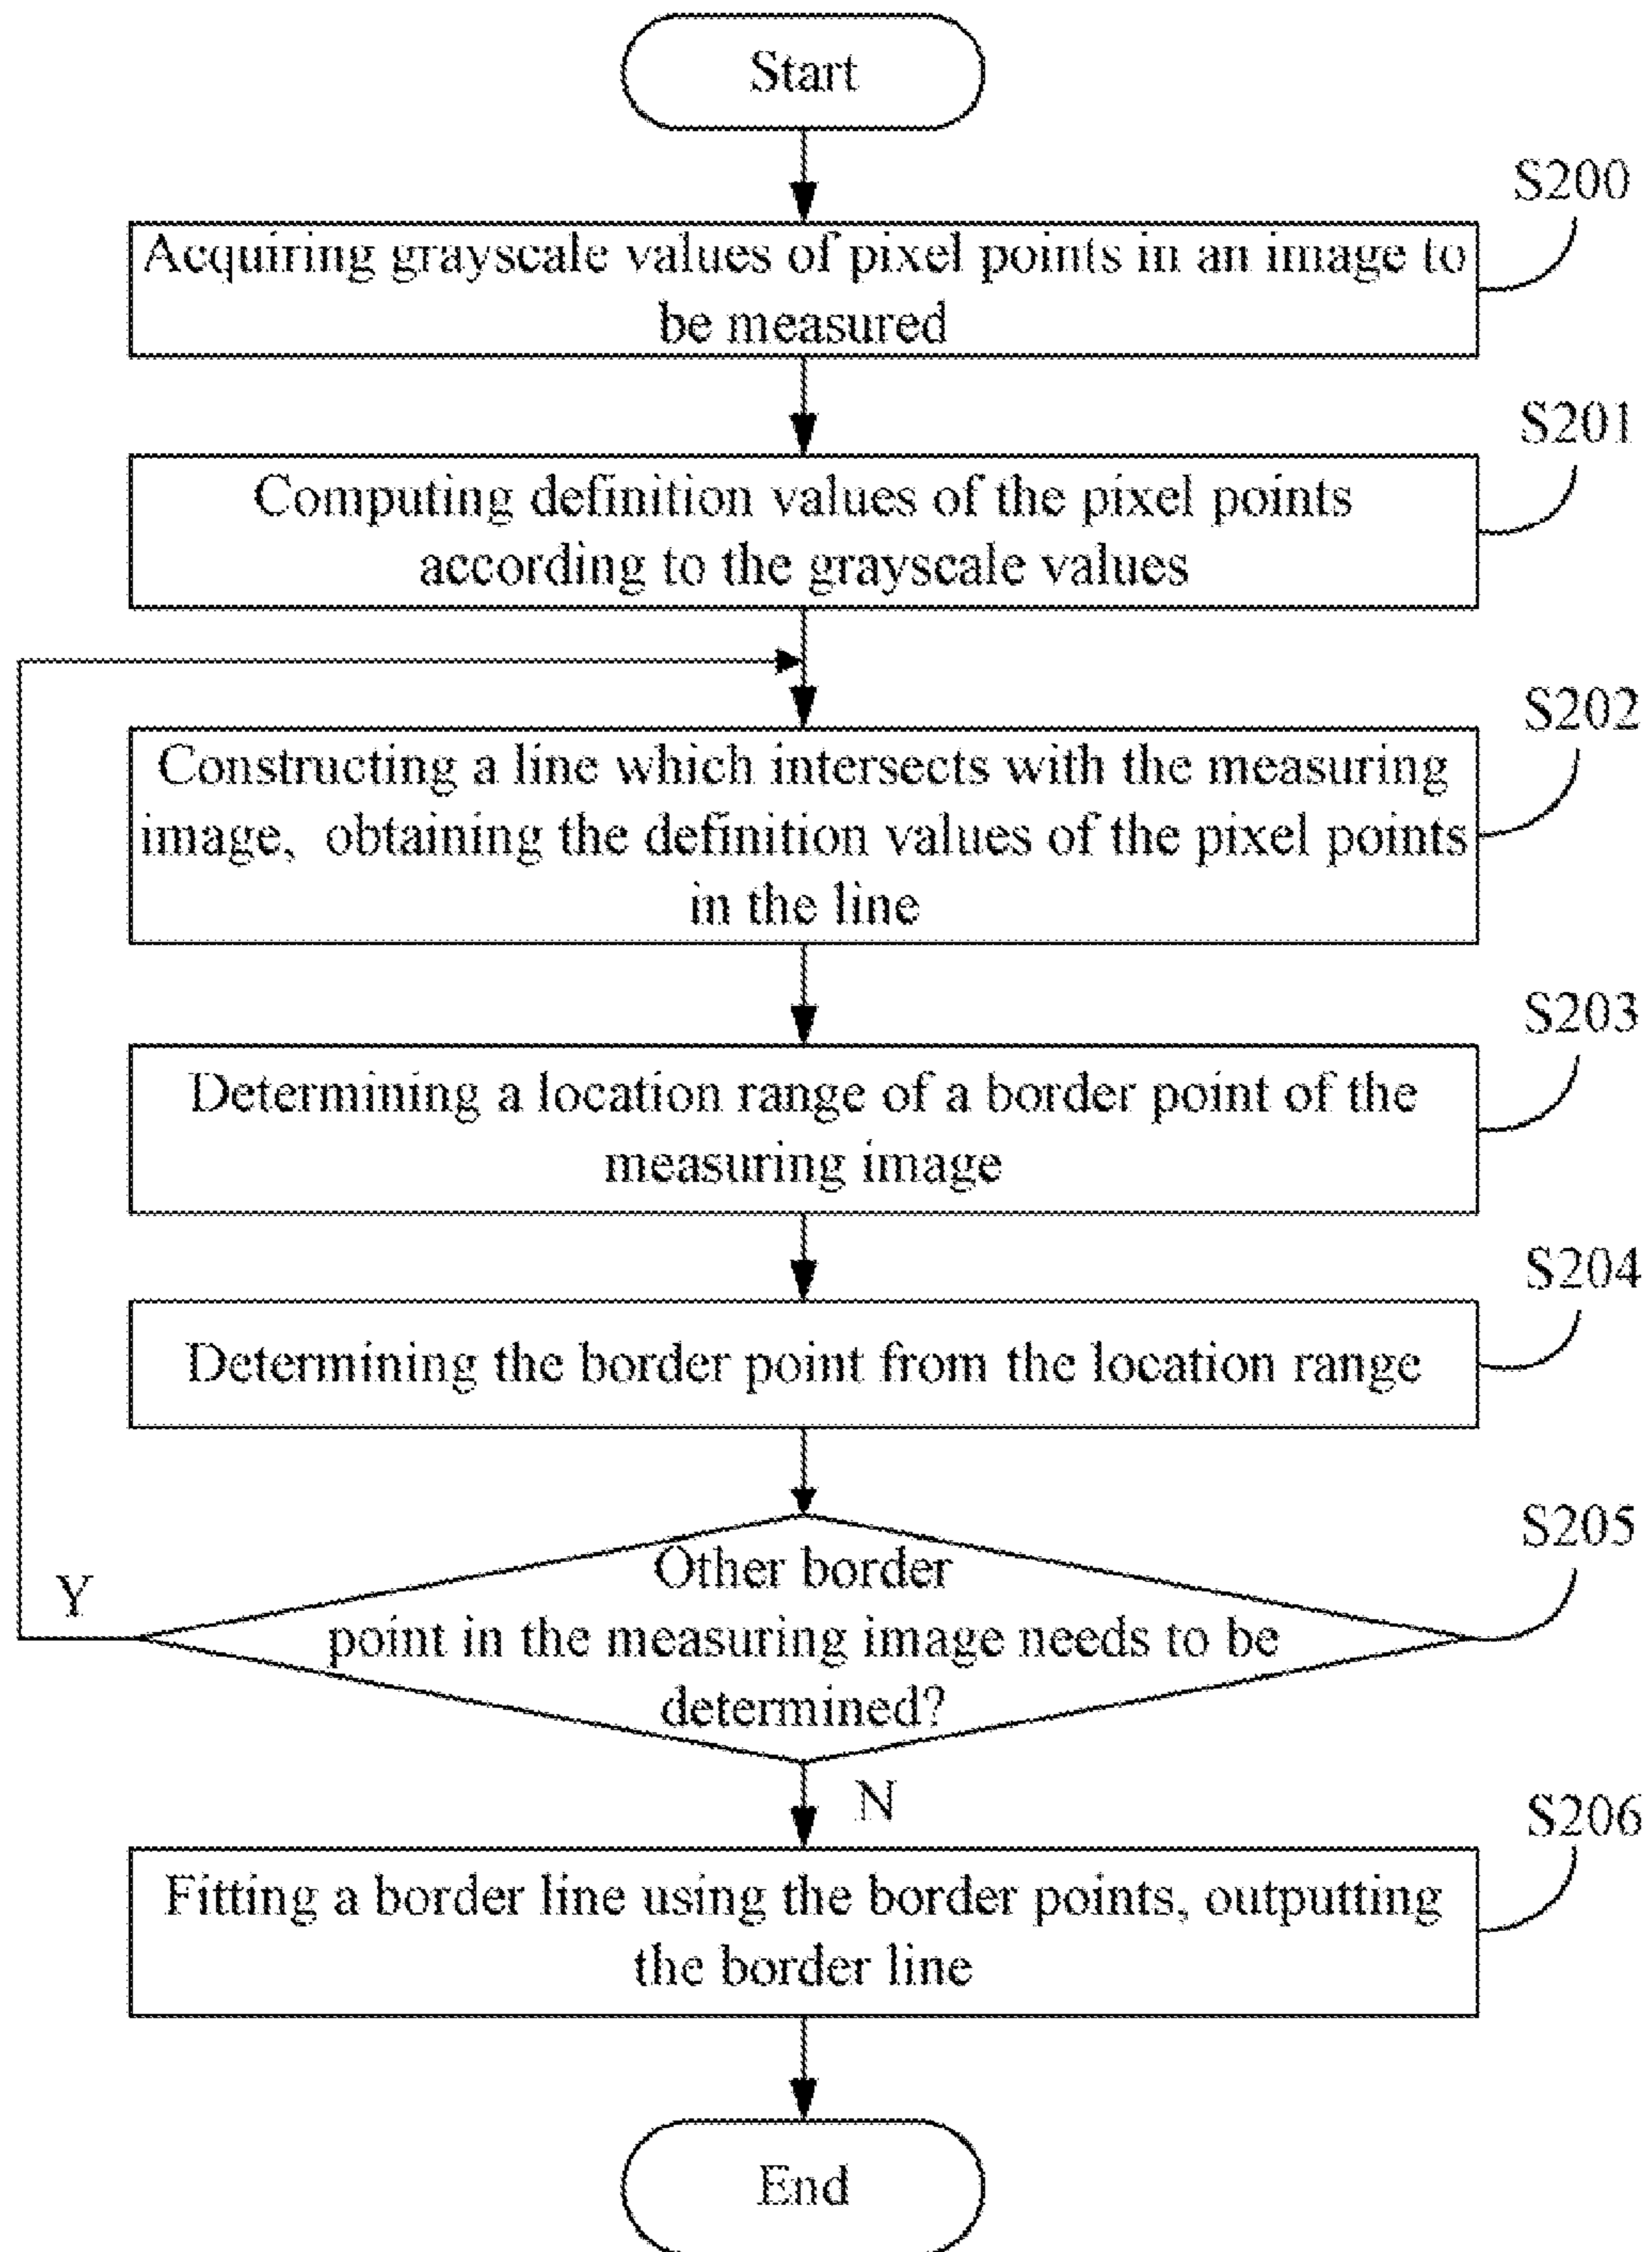 Start
S200
Acquiring grayscale values of pixel points in an image to
be measured
S201
Computing definition values of the pixel points
according to the grayscale values
S202
Constructing a line which intersects with the measuring
image, obtaining the definition values of the pixel points
in the line
S203
Determining a location range of a border point of the
measuring image
S204
Determining the border point from the location range
S205
Other border
point in the measuring image needs to be
determined?
Y
N
S206
Fitting a border line using the border points, outputting
the border line
End